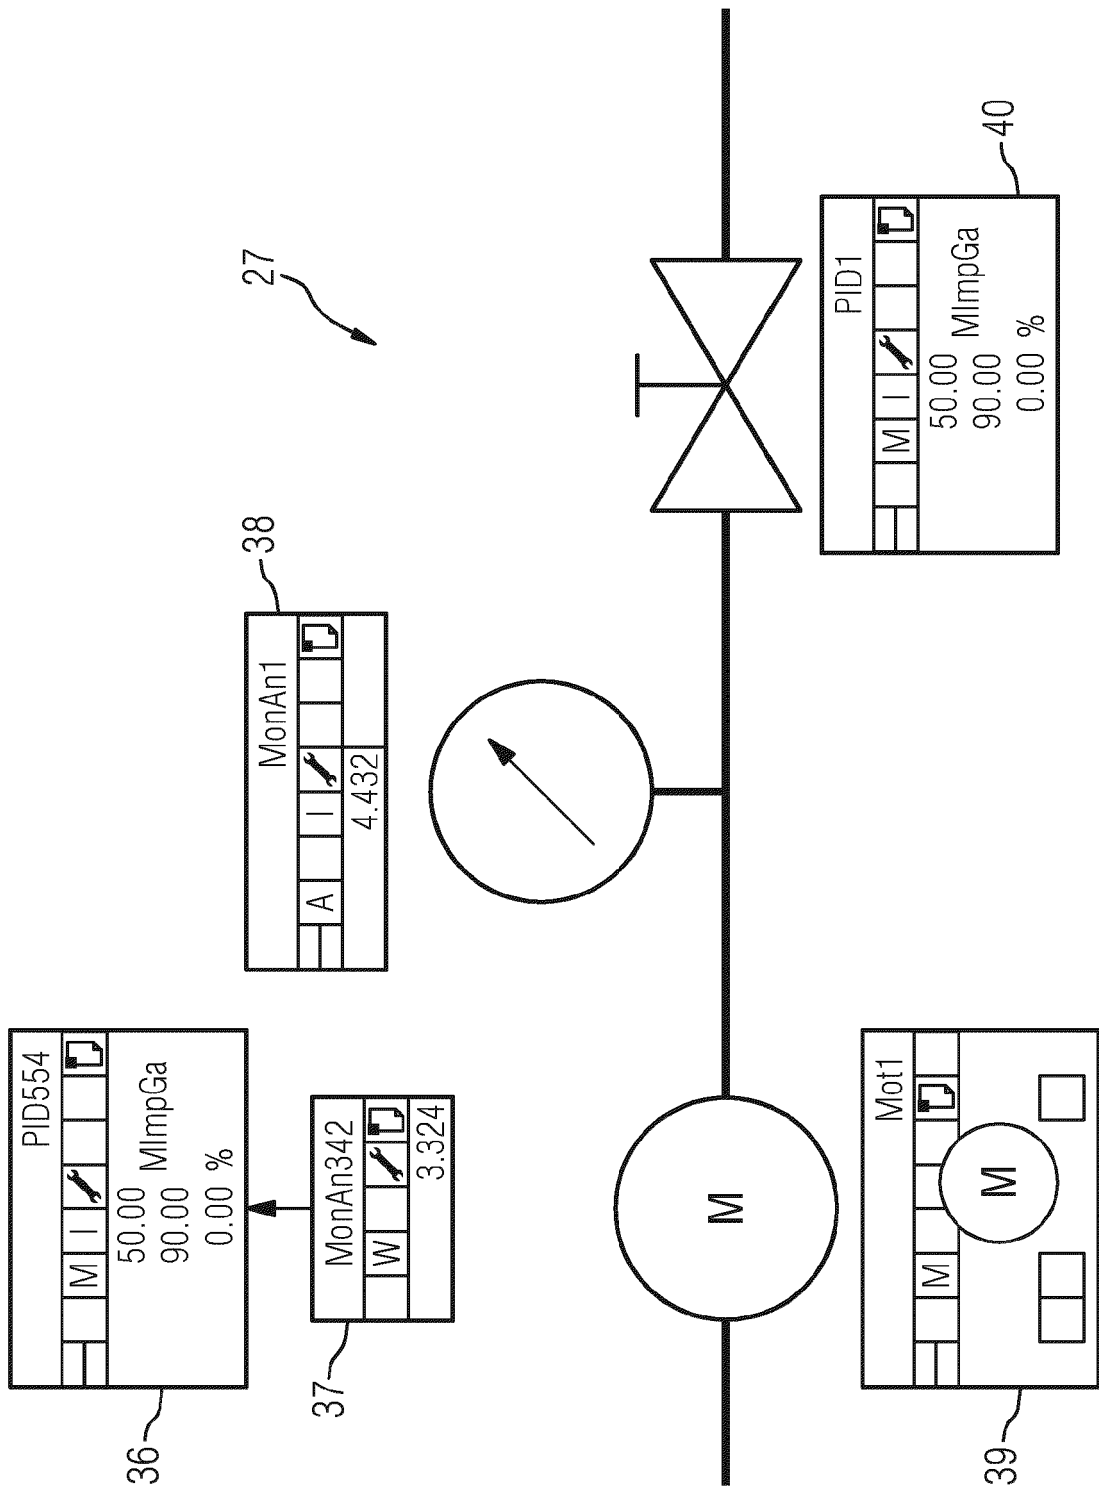 36
PID554
M I
50.00
90.00 MImpGa
0.00 %
37
MonAn342
W
3.324
38
MonAn1
A I
4.432
27
M
39
Mot1
M
M
40
PID1
M I
50.00
90.00 MImpGa
0.00 %